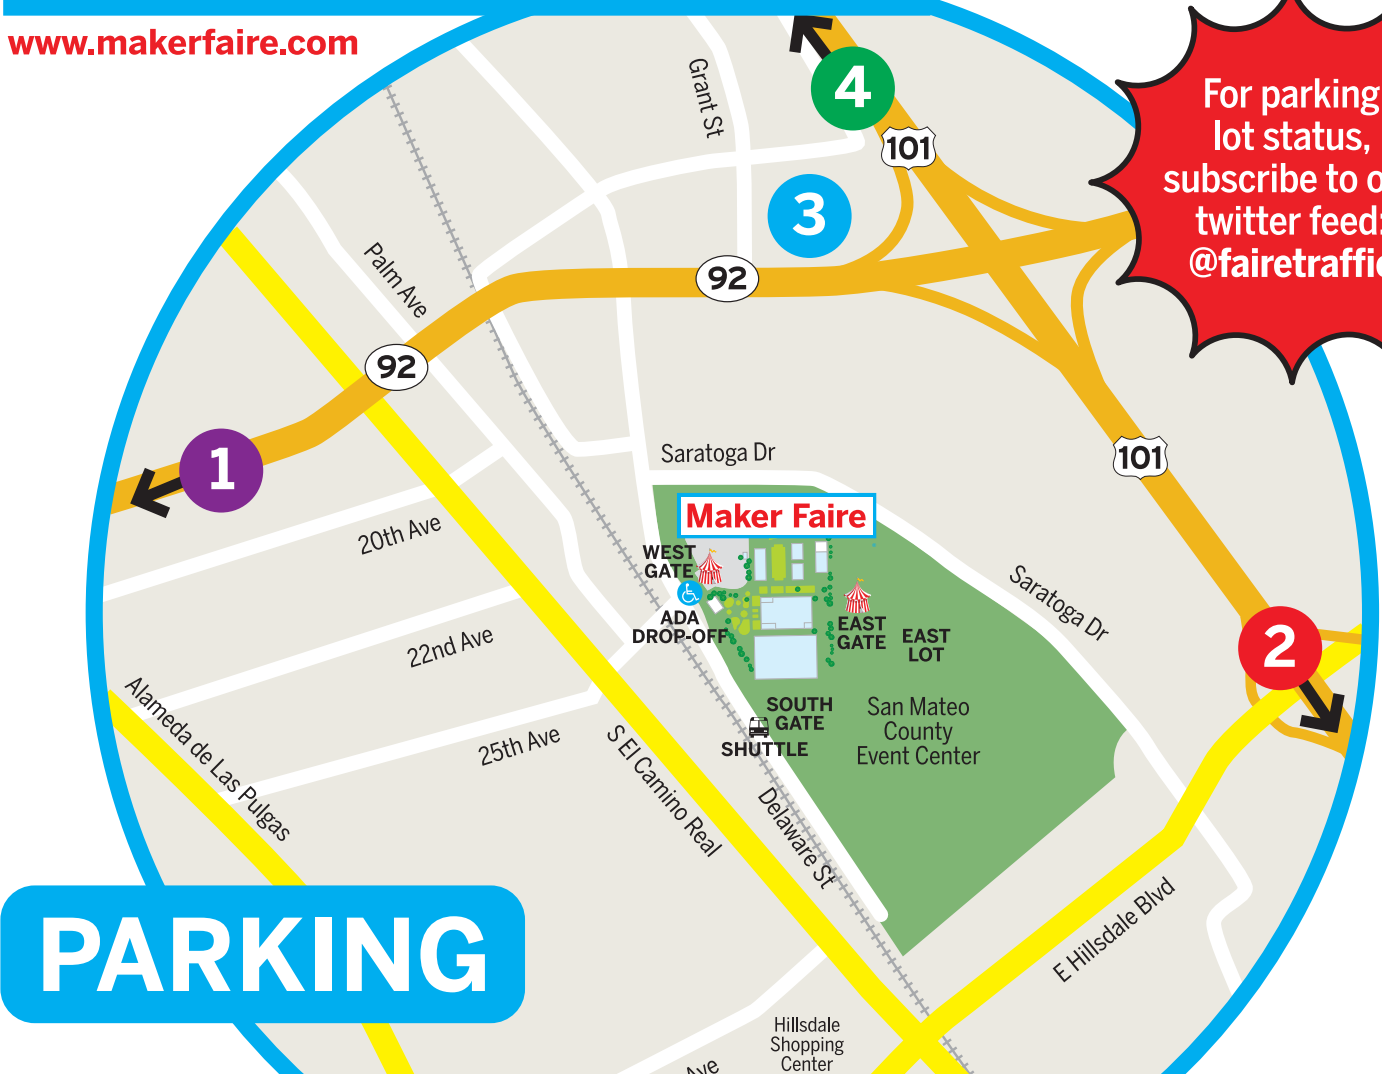 www.makerfaire.com
For parking
lot status,
subscribe to
twitter feed:
@fairetraffic
4
Grant St
101
3
92
Palm Ave
92
1
Saratoga Dr
101
Maker Faire
20th Ave
WEST
GATE
ADA
DROP-OFF
EAST
GATE
EAST
LOT
Saratoga Dr
2
22nd Ave
Alameda de Las Pulgas
25th Ave
S El Camino Real
SOUTH
GATE
SHUTTLE
San Mateo
County
Event Center
Delaware St
E Hillsdale Blvd
PARKING
Hillsdale
Shopping
Center
Ave